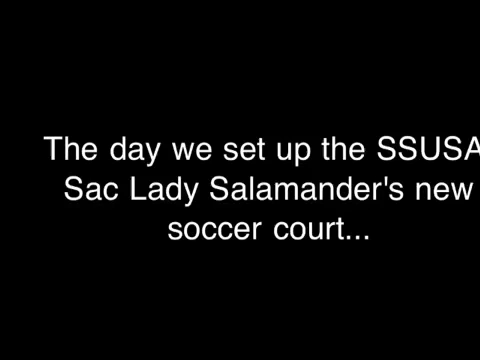 The day we set up the SSUSA
Sac Lady Salamander's new
soccer court...